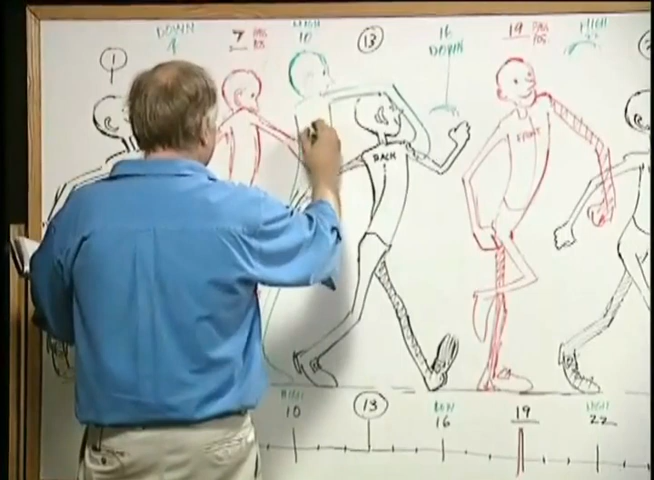 1
DOWN
4
7 PASS
POS
HIGH
10
13
16
DOWN
19 PASS
POS
HIGH
BACK
FRONT
HIGH
10
13
DOWN
16
19
HIGH
22